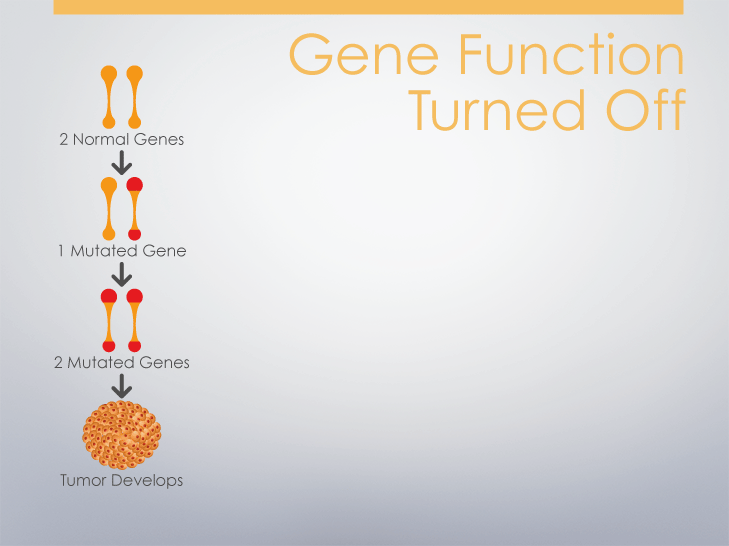 Gene Function
Turned Off
2 Normal Genes
1 Mutated Gene
2 Mutated Genes
Tumor Develops